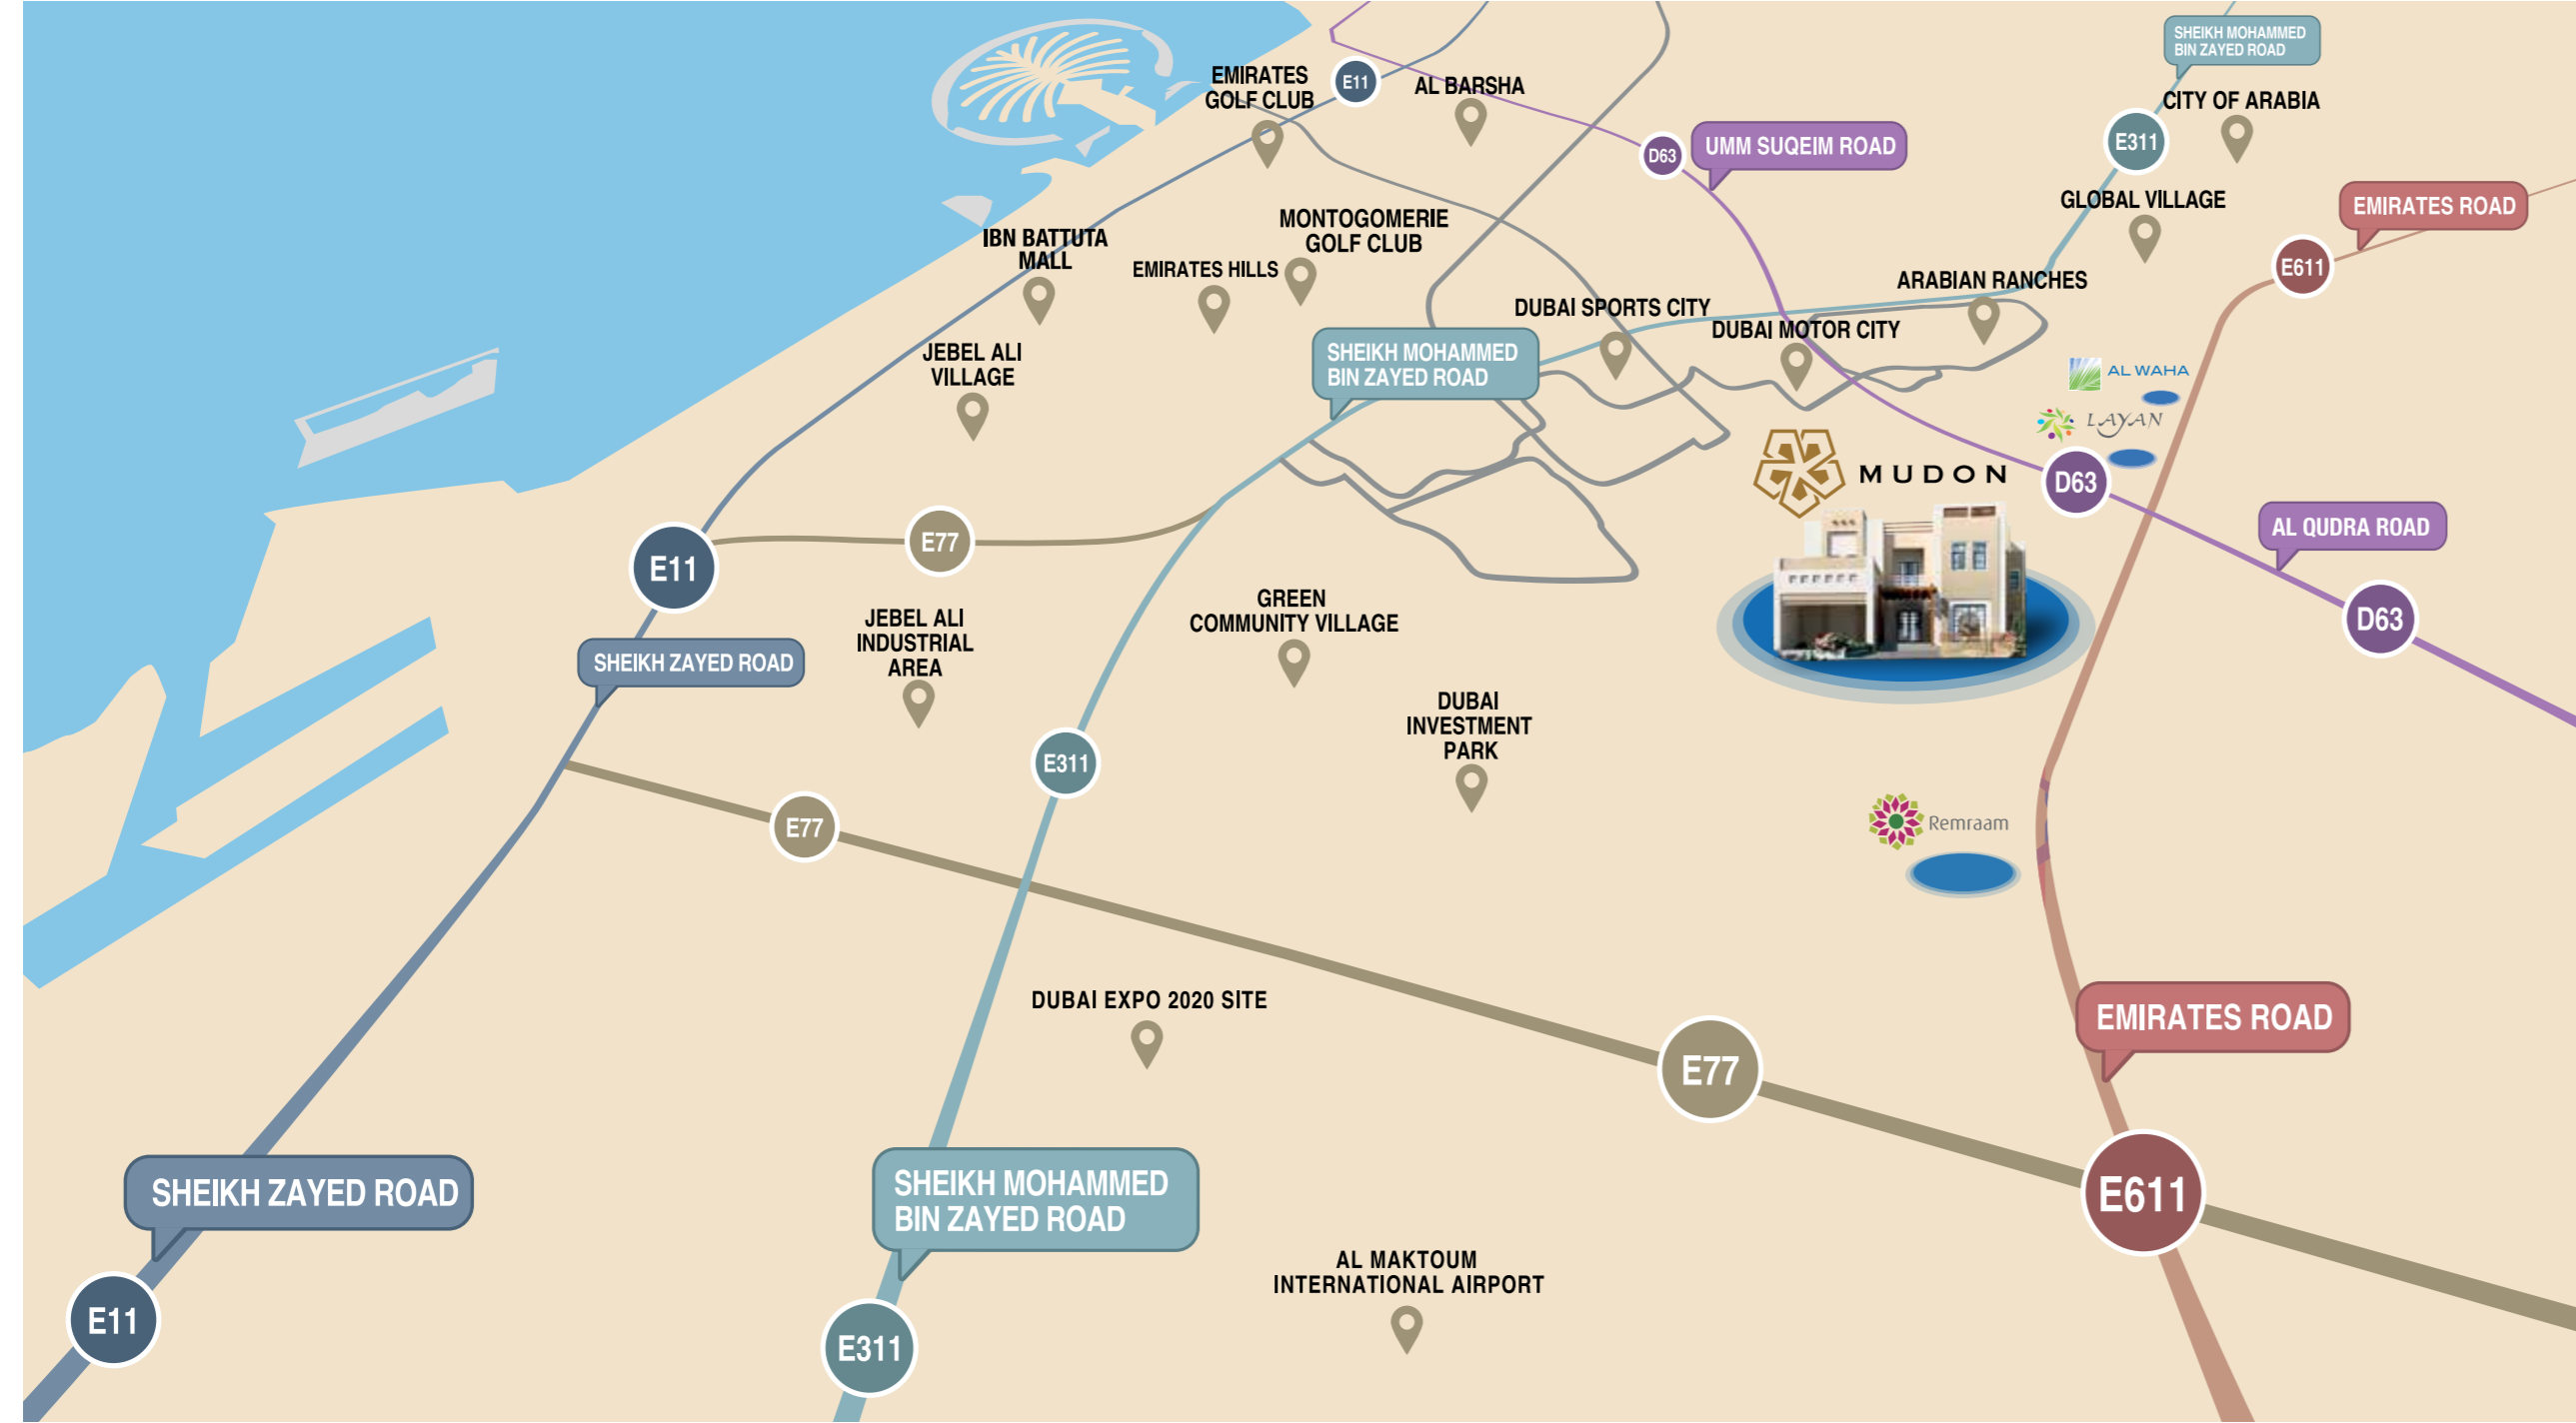 SHEIKH MOHAMMED
BIN ZAYED ROAD
EMIRATES
GOLF CLUB
E11
AL BARSHA
CITY OF ARABIA
E311
D63
UMM SUQEIM ROAD
GLOBAL VILLAGE
EMIRATES ROAD
E611
IBN BATTUTA
MALL
MONTOGOMERIE
GOLF CLUB
EMIRATES HILLS
ARABIAN RANCHES
DUBAI SPORTS CITY
DUBAI MOTOR CITY
JEBEL ALI
VILLAGE
SHEIKH MOHAMMED
BIN ZAYED ROAD
AL WAHA
LAYAN
MUDON
D63
AL QUDRA ROAD
E11
E77
D63
JEBEL ALI
INDUSTRIAL
AREA
GREEN
COMMUNITY VILLAGE
SHEIKH ZAYED ROAD
DUBAI
INVESTMENT
PARK
E311
E77
Remraam
DUBAI EXPO 2020 SITE
EMIRATES ROAD
E77
SHEIKH ZAYED ROAD
SHEIKH MOHAMMED
BIN ZAYED ROAD
E611
AL MAKTOUM
INTERNATIONAL AIRPORT
E11
E311